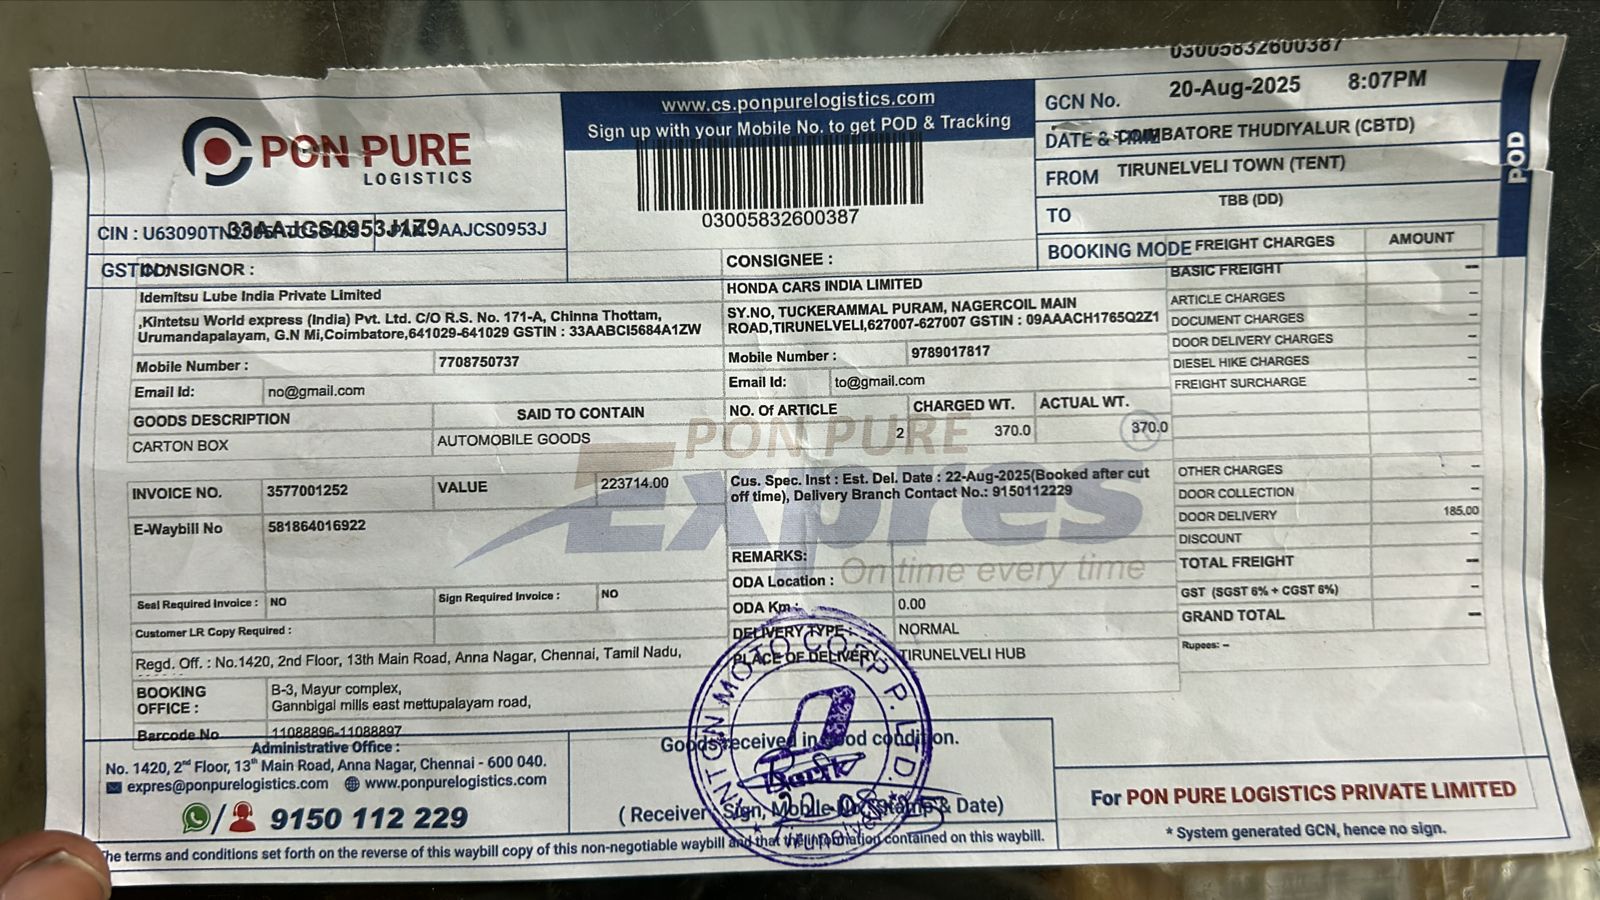 03005832600387
PON PURE
LOGISTICS
www.cs.ponpurelogistics.com
Sign up with your Mobile No. to get POD & Tracking
03005832600387
GCN No.
20-Aug-2025 8:07PM
DATE &
COIMBATORE THUDIYALUR (CBTD)
FROM
TIRUNELVELI TOWN (TENT)
TO
TBB (DD)
BOOKING MODE
POD
CIN : U63090TN
33AAJCS0953J1Z9
AAJCS0953J
GSTIN
CONSIGNOR :
Idemitsu Lube India Private Limited
,Kintetsu World express (India) Pvt. Ltd. C/O R.S. No. 171-A, Chinna Thottam,
Urumandapalayam, G.N Mi,Coimbatore,641029-641029 GSTIN : 33AABCI5684A1ZW
Mobile Number : 7708750737
Email Id: no@gmail.com
CONSIGNEE :
HONDA CARS INDIA LIMITED
SY.NO, TUCKERAMMAL PURAM, NAGERCOIL MAIN
ROAD,TIRUNELVELI,627007-627007 GSTIN : 09AAACH1765Q2Z1
Mobile Number : 9789017817
Email Id: to@gmail.com
GOODS DESCRIPTION SAID TO CONTAIN NO. Of ARTICLE CHARGED WT. ACTUAL WT.
CARTON BOX AUTOMOBILE GOODS 2 370.0 370.0
PON PURE
Expres
®
On time every time
INVOICE NO. 3577001252 VALUE 223714.00
E-Waybill No 581864016922
Cus. Spec. Inst : Est. Del. Date : 22-Aug-2025(Booked after cut
off time), Delivery Branch Contact No.: 9150112229
REMARKS:
ODA Location :
ODA Km : 0.00
DELIVERY TYPE : NORMAL
PLACE OF DELIVERY : TIRUNELVELI HUB
Seal Required Invoice : NO Sign Required Invoice : NO
Customer LR Copy Required :
Regd. Off. : No.1420, 2nd Floor, 13th Main Road, Anna Nagar, Chennai, Tamil Nadu,
BOOKING
OFFICE :
B-3, Mayur complex,
Gannbigal mills east mettupalayam road,
Barcode No 11088896-11088897
FREIGHT CHARGES AMOUNT
BASIC FREIGHT –
ARTICLE CHARGES –
DOCUMENT CHARGES –
DOOR DELIVERY CHARGES –
DIESEL HIKE CHARGES –
FREIGHT SURCHARGE –
OTHER CHARGES –
DOOR COLLECTION –
DOOR DELIVERY 185.00
DISCOUNT –
TOTAL FREIGHT –
GST (SGST 6% + CGST 6%) –
GRAND TOTAL –
Rupees: –
Administrative Office :
No. 1420, 2nd Floor, 13th Main Road, Anna Nagar, Chennai - 600 040.
expres@ponpurelogistics.com www.ponpurelogistics.com
/ 9150 112 229
Goods received in good condition.
MOTO CORP P. LTD.
22-08
( Receiver Sign, Mobile No., Stamp & Date)
For PON PURE LOGISTICS PRIVATE LIMITED
* System generated GCN, hence no sign.
The terms and conditions set forth on the reverse of this waybill copy of this non-negotiable waybill and that the information contained on this waybill.